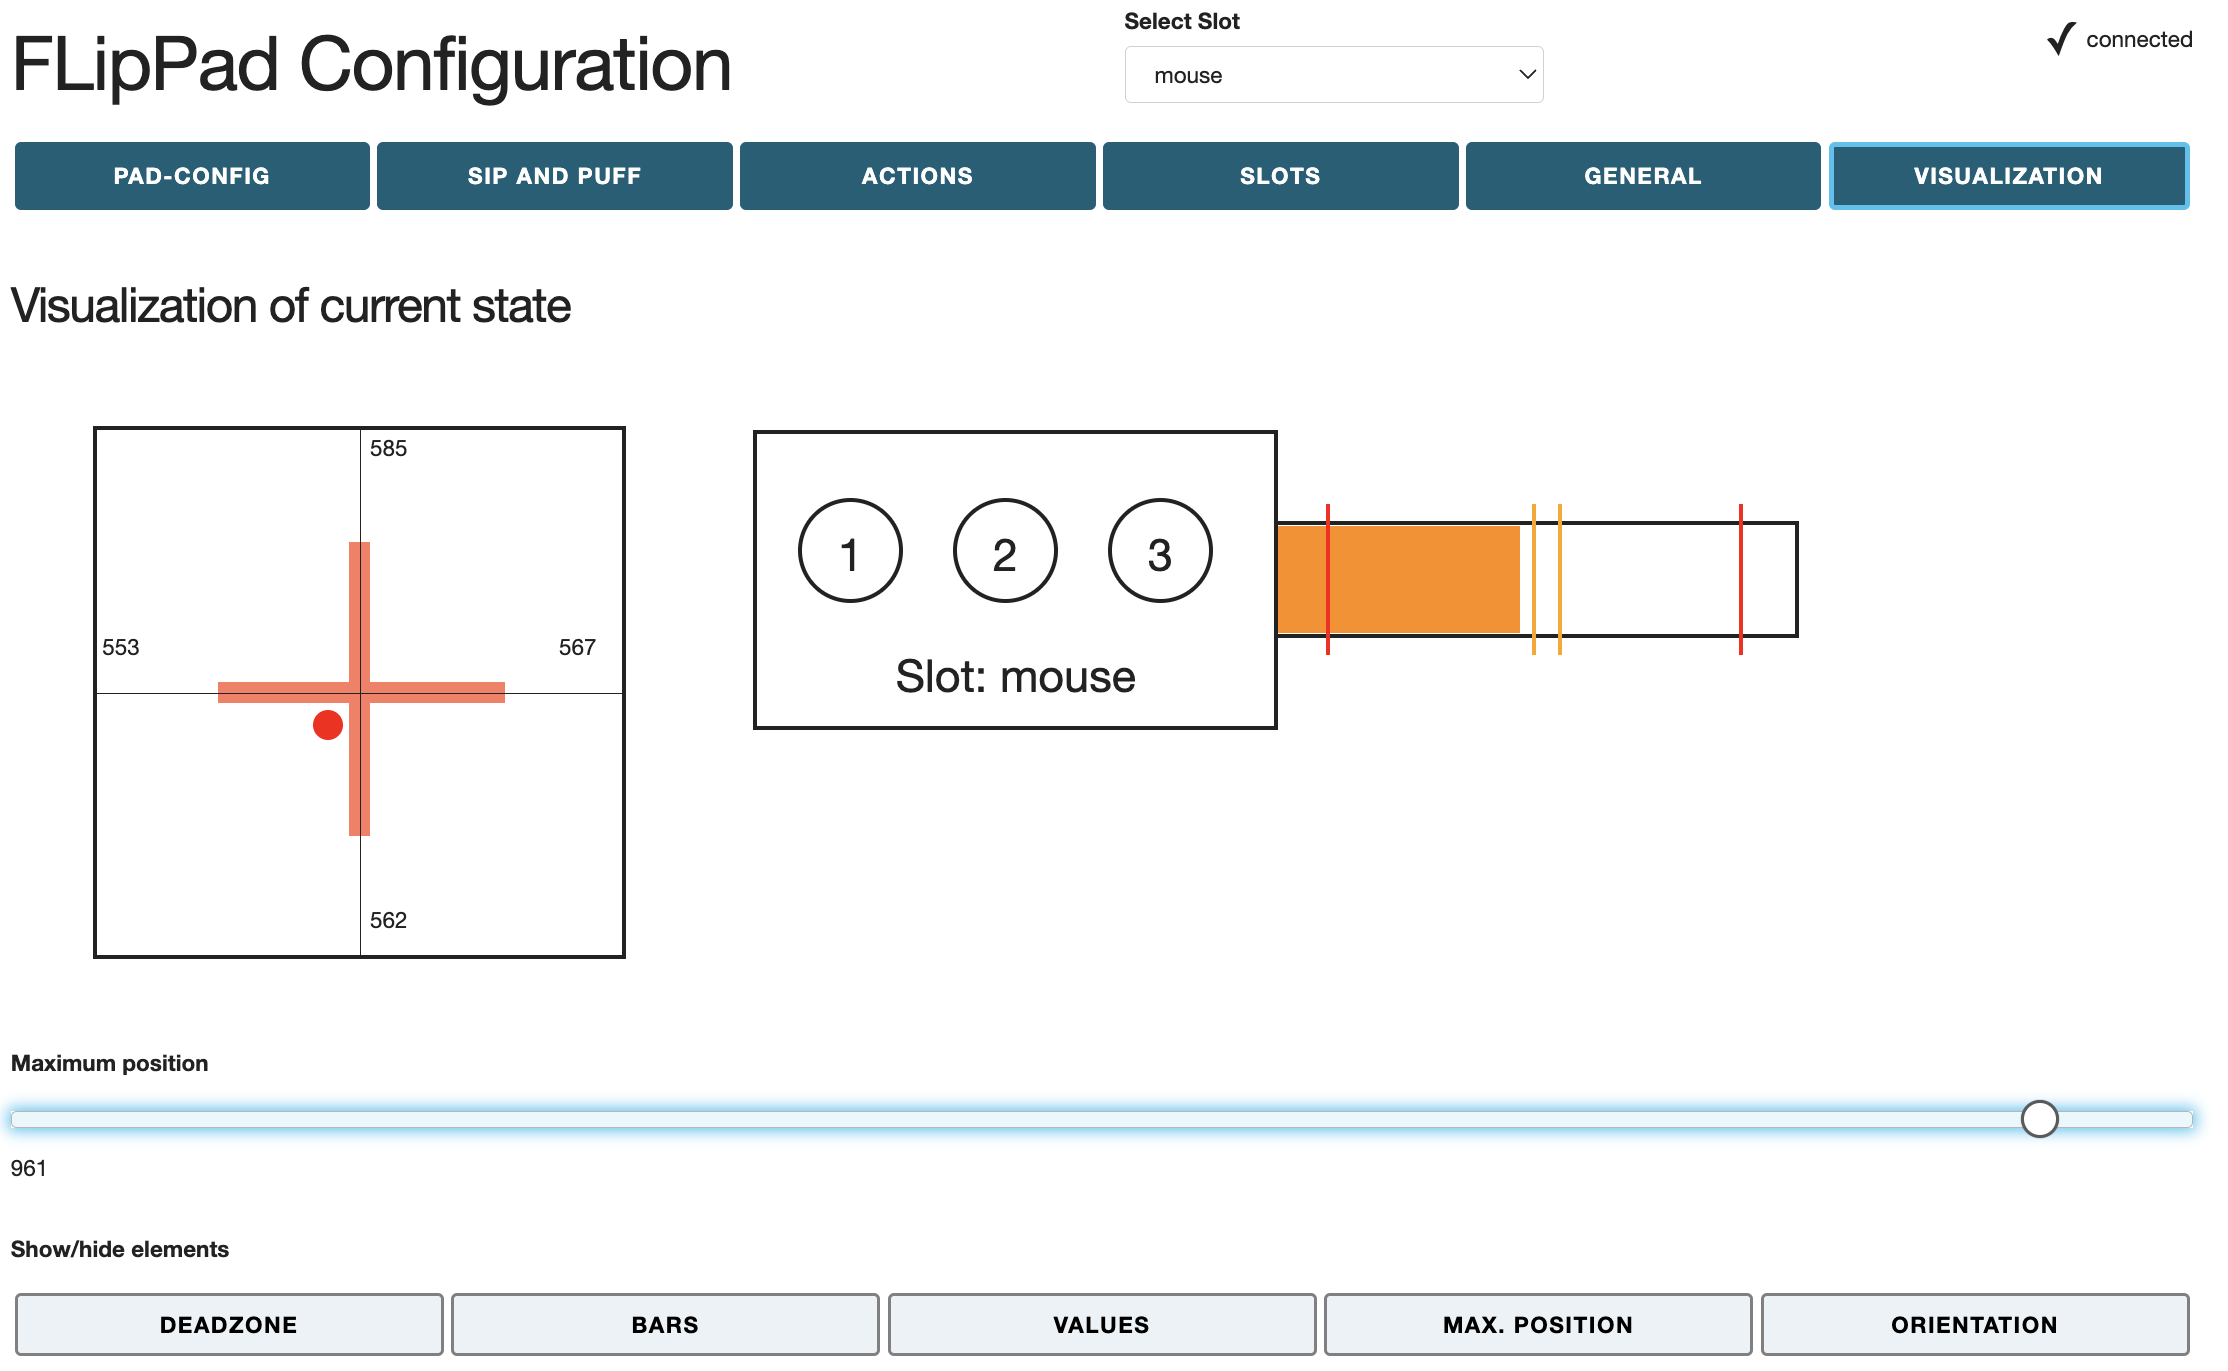 FLipPad Configuration
Select Slot
mouse
connected
PAD-CONFIG
SIP AND PUFF
ACTIONS
SLOTS
GENERAL
VISUALIZATION
Visualization of current state
585
553
567
562
1
2
3
Slot: mouse
Maximum position
961
Show/hide elements
DEADZONE
BARS
VALUES
MAX. POSITION
ORIENTATION